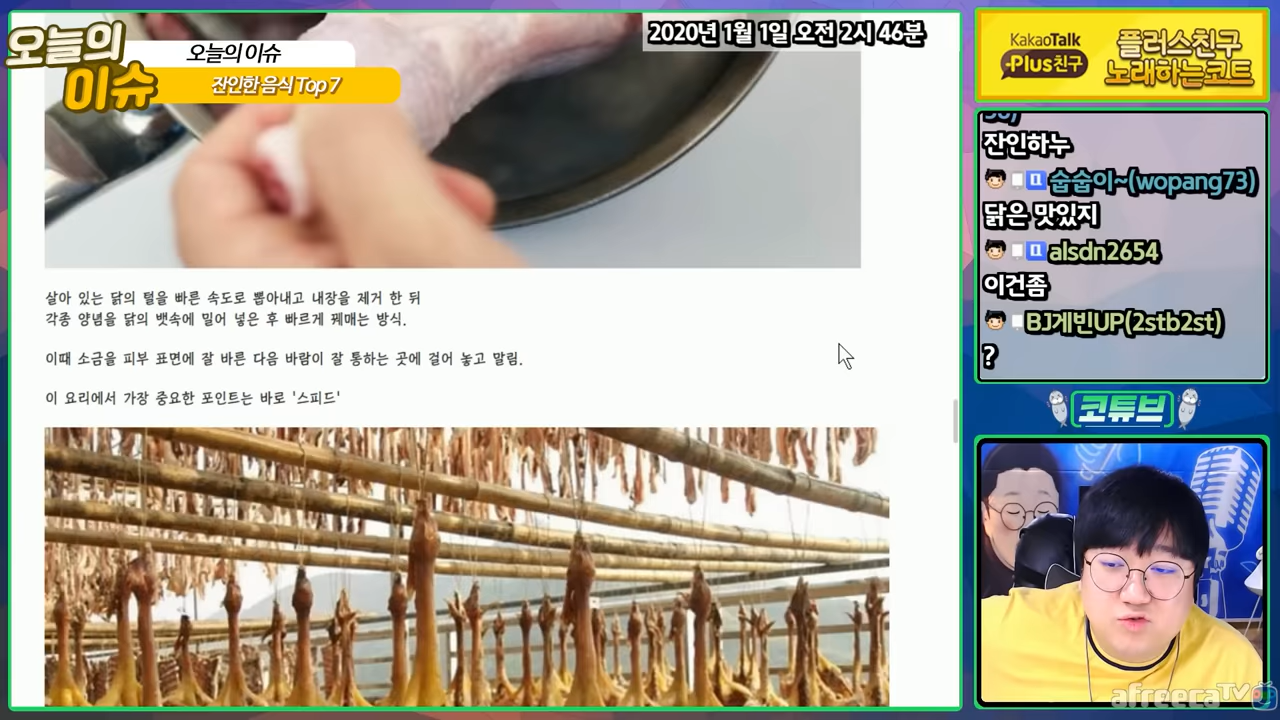 오늘의
이슈
오늘의 이슈
잔인한 음식 Top 7
2020년 1월 1일 오전 2시 46분
살아 있는 닭의 털을 빠른 속도로 뽑아내고 내장을 제거 한 뒤
각종 양념을 닭의 뱃속에 밀어 넣은 후 빠르게 꿰매는 방식.
이때 소금을 피부 표면에 잘 바른 다음 바람이 잘 통하는 곳에 걸어 놓고 말림.
이 요리에서 가장 중요한 포인트는 바로 '스피드'
KakaoTalk
Plus친구
플러스친구
노래하는코트
잔인하누
숩숩이~(wopang73)
닭은 맛있지
alsdn2654
이건좀
BJ게빈UP(2stb2st)
?
코튜브
afreecaTV